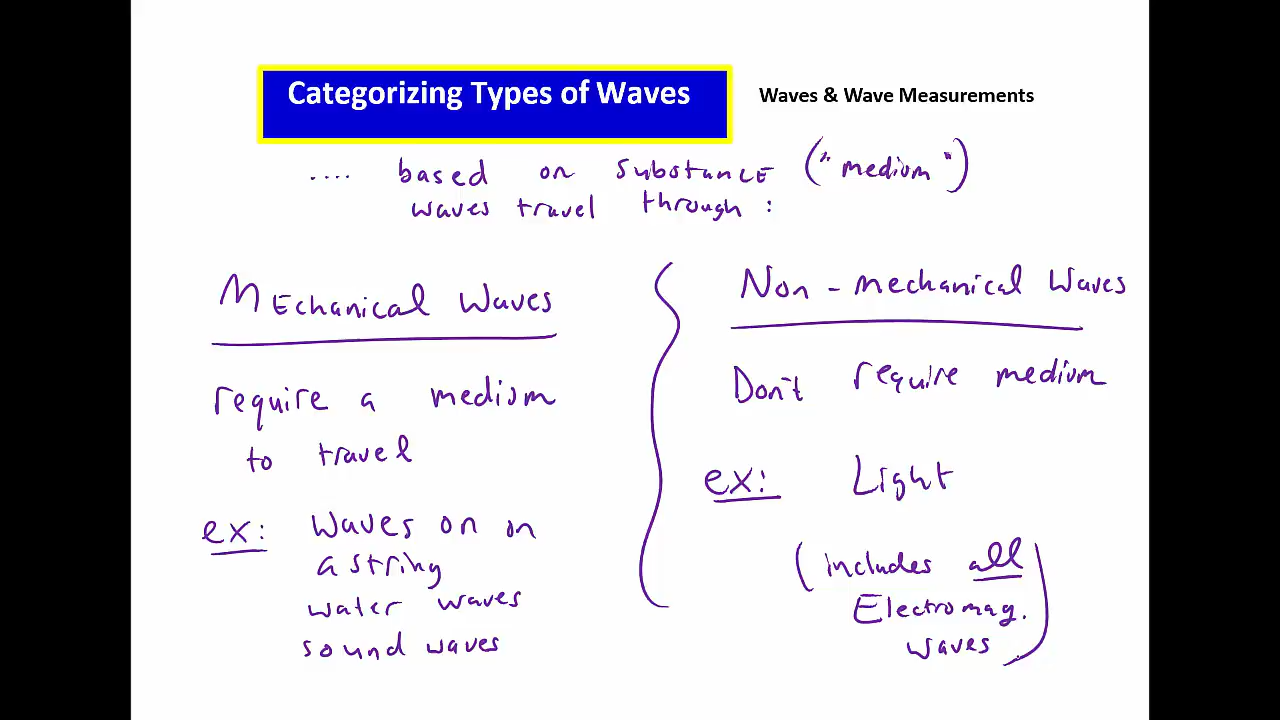 Categorizing Types of Waves
Waves & Wave Measurements
.... based on substance ("medium")
waves travel through :
Mechanical Waves
require a medium
to travel
ex: Waves on on
a string
water waves
sound waves
Non-mechanical Waves
Don't require medium
ex: Light
(includes all
Electromag.
waves)